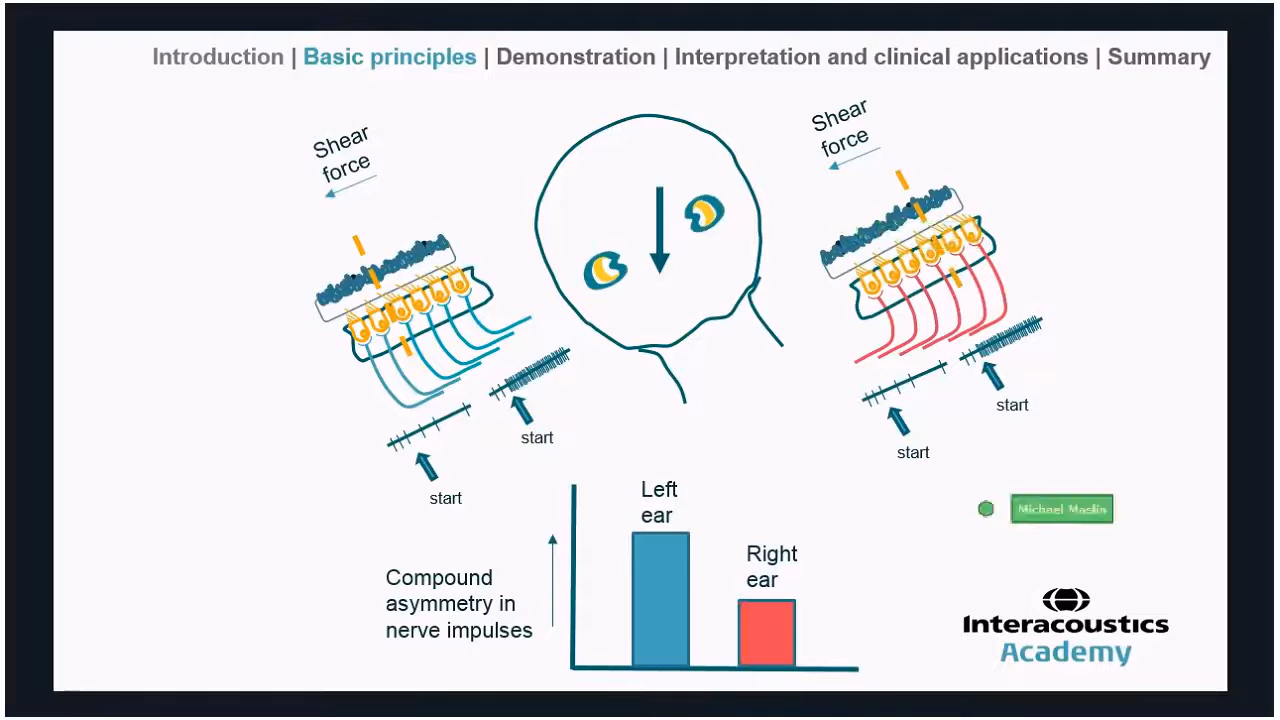 Introduction | Basic principles | Demonstration | Interpretation and clinical applications | Summary
Shear
force
Shear
force
start
start
start
start
Left
ear
Right
ear
Compound
asymmetry in
nerve impulses
Michael Maslin
Interacoustics
Academy